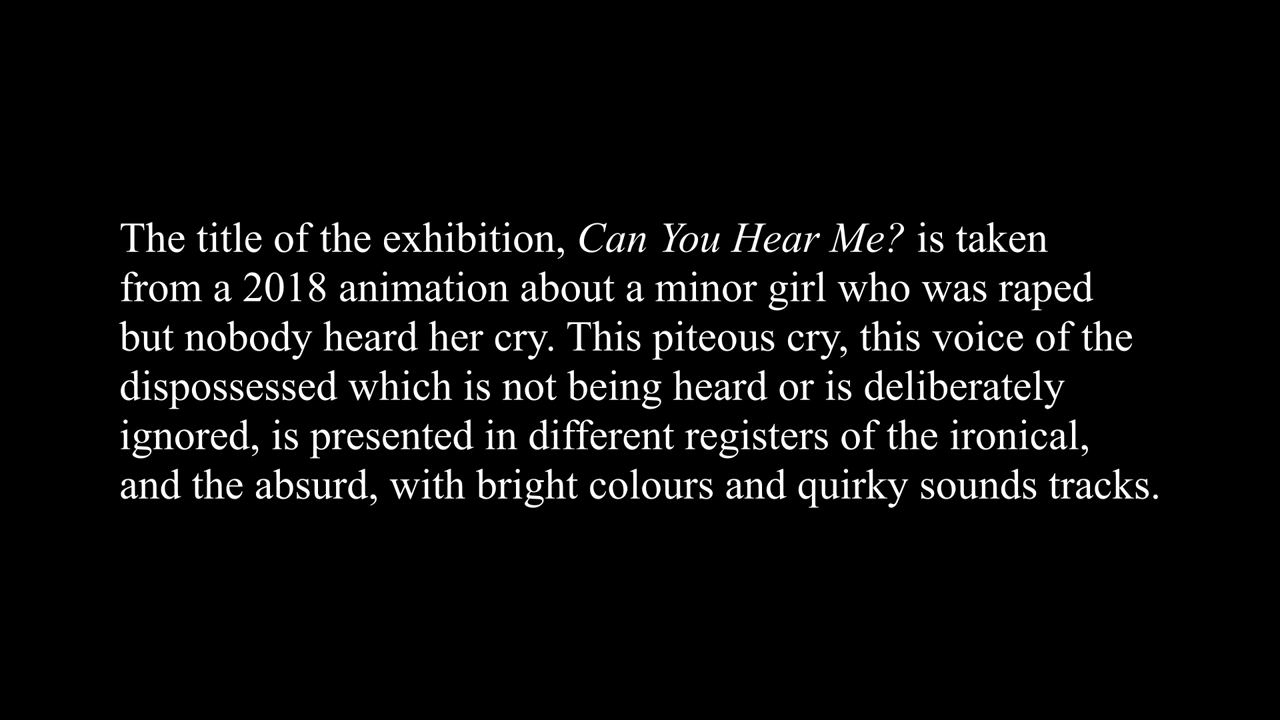 The title of the exhibition, Can You Hear Me? is taken
from a 2018 animation about a minor girl who was raped
but nobody heard her cry. This piteous cry, this voice of the
dispossessed which is not being heard or is deliberately
ignored, is presented in different registers of the ironical,
and the absurd, with bright colours and quirky sounds tracks.